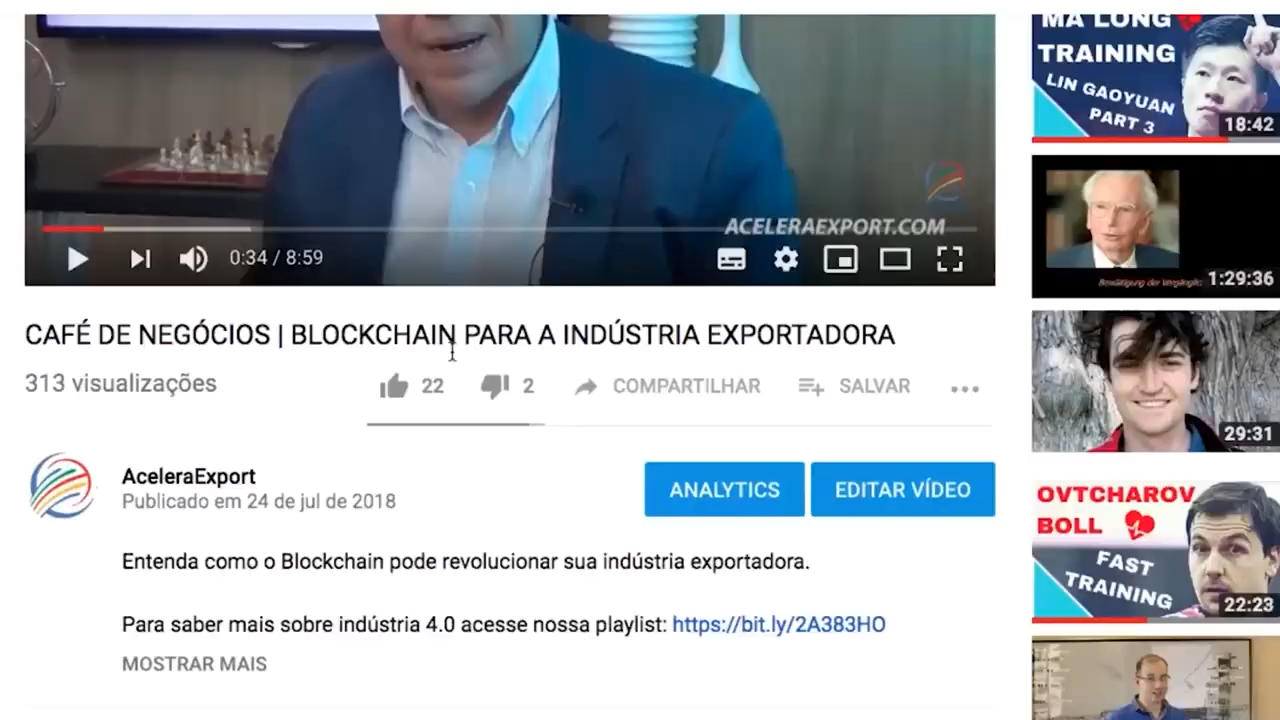 ACELERAEXPORT.COM
0:34 / 8:59
CAFÉ DE NEGÓCIOS | BLOCKCHAIN PARA A INDÚSTRIA EXPORTADORA
313 visualizações
22
2
COMPARTILHAR
SALVAR
AceleraExport
Publicado em 24 de jul de 2018
ANALYTICS
EDITAR VÍDEO
Entenda como o Blockchain pode revolucionar sua indústria exportadora.
Para saber mais sobre indústria 4.0 acesse nossa playlist: https://bit.ly/2A383HO
MOSTRAR MAIS
MA LONG
TRAINING
LIN GAOYUAN
PART 3
18:42
Bewältigung der
1:29:36
29:31
OVTCHAROV
BOLL
FAST
TRAINING
22:23